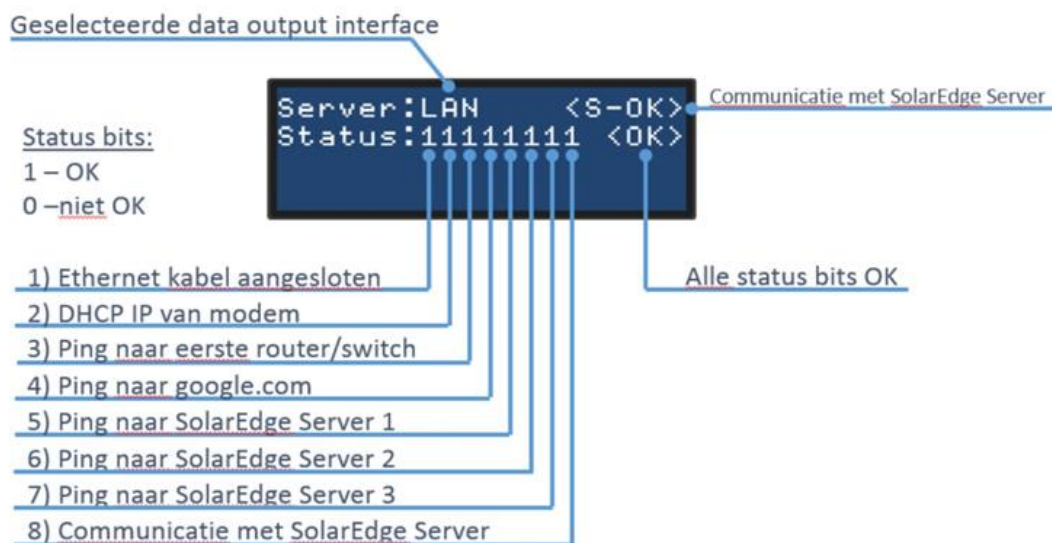 Geselecteerde data output interface
Server:LAN <S-OK>
Communicatie met SolarEdge Server
Status:11111111 <OK>
Status bits:
1 – OK
0 –niet OK
1) Ethernet kabel aangesloten
Alle status bits OK
2) DHCP IP van modem
3) Ping naar eerste router/switch
4) Ping naar google.com
5) Ping naar SolarEdge Server 1
6) Ping naar SolarEdge Server 2
7) Ping naar SolarEdge Server 3
8) Communicatie met SolarEdge Server